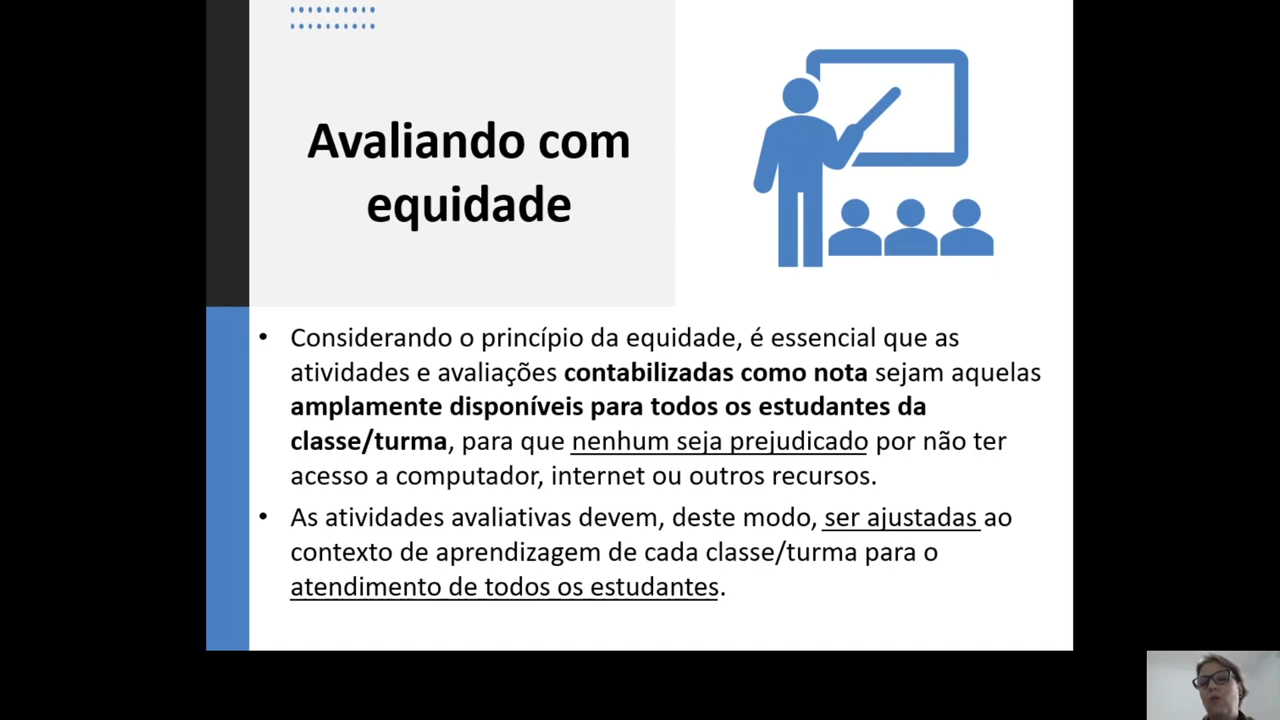 Avaliando com
equidade
• Considerando o princípio da equidade, é essencial que as
atividades e avaliações contabilizadas como nota sejam aquelas
amplamente disponíveis para todos os estudantes da
classe/turma, para que nenhum seja prejudicado por não ter
acesso a computador, internet ou outros recursos.
• As atividades avaliativas devem, deste modo, ser ajustadas ao
contexto de aprendizagem de cada classe/turma para o
atendimento de todos os estudantes.